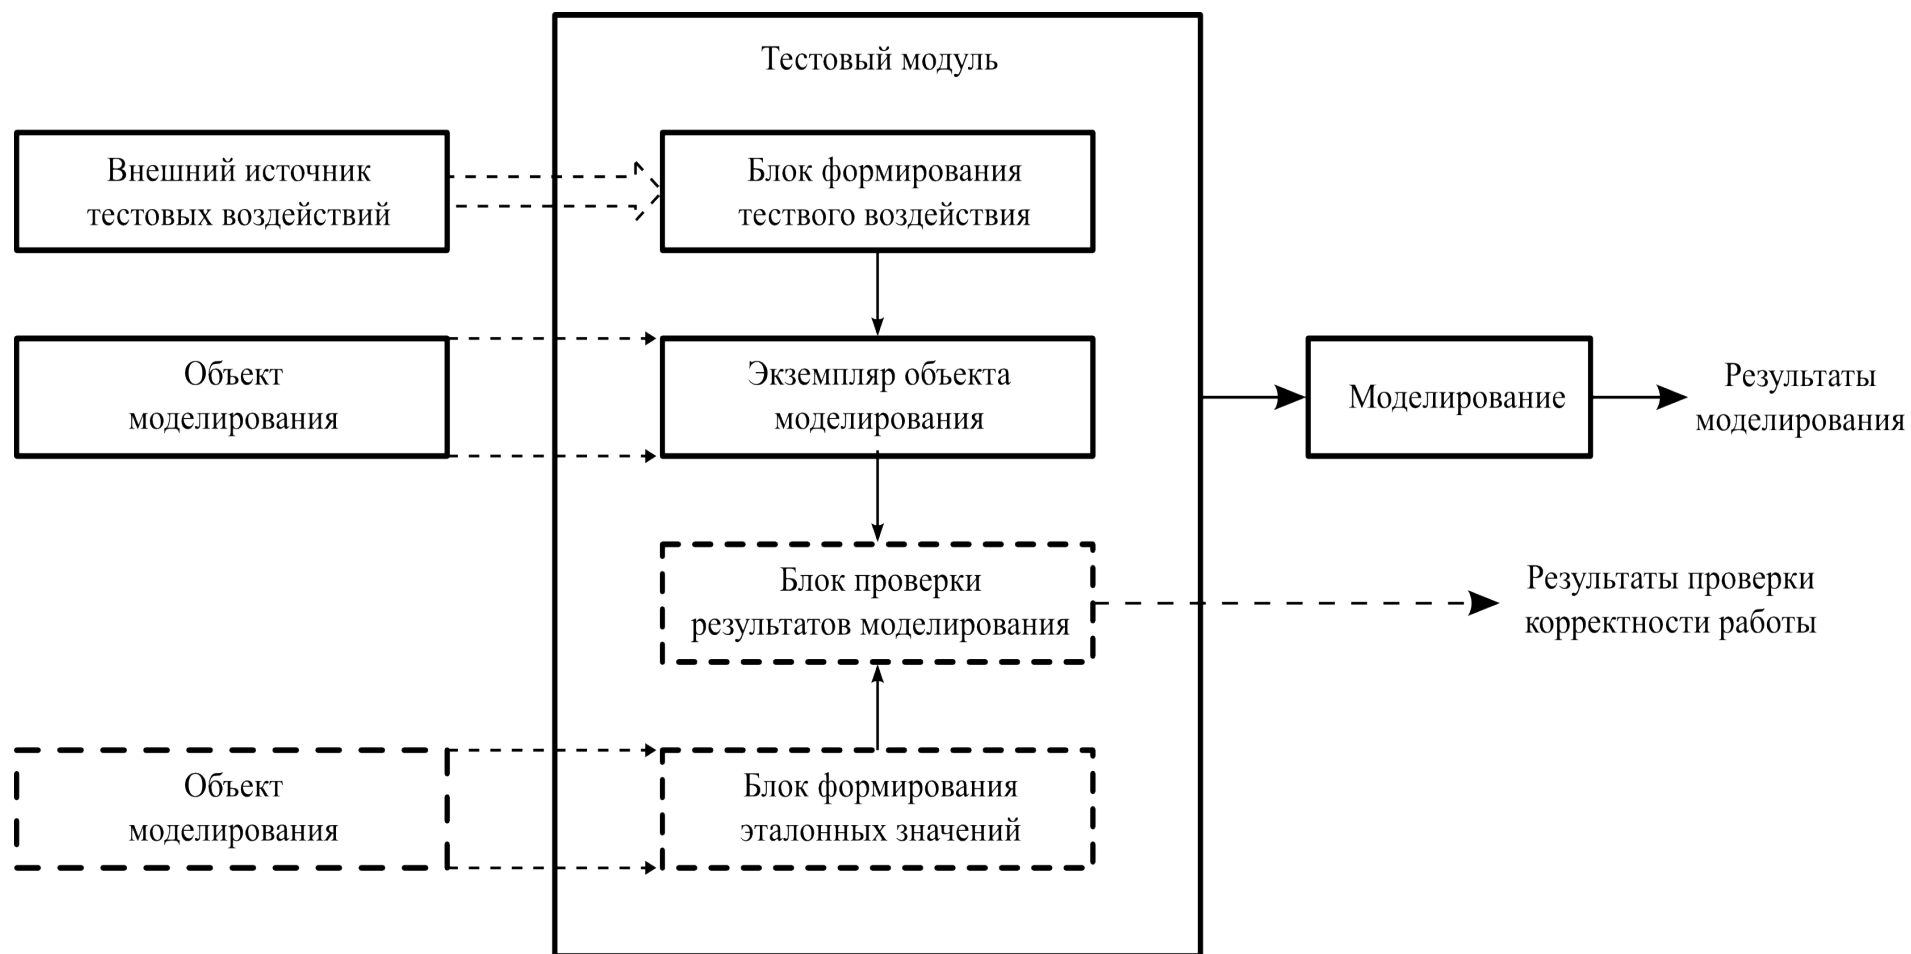 Тестовый модуль
Внешний источник
тестовых воздействий
Блок формирования
тествого воздействия
Объект
моделирования
Экземпляр объекта
моделирования
Моделирование
Результаты
моделирования
Блок проверки
результатов моделирования
Результаты проверки
корректности работы
Объект
моделирования
Блок формирования
эталонных значений